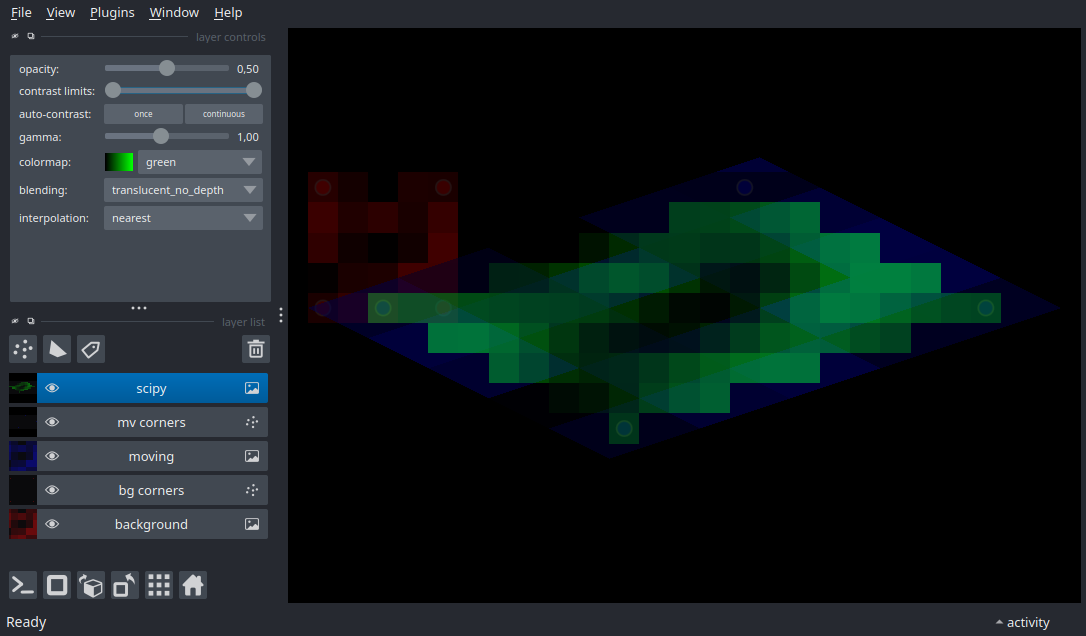 File View Plugins Window Help
layer controls
opacity: 0,50
contrast limits:
auto-contrast: once continuous
gamma: 1,00
colormap: green
blending: translucent_no_depth
interpolation: nearest
layer list
scipy
mv corners
moving
bg corners
background
Ready activity